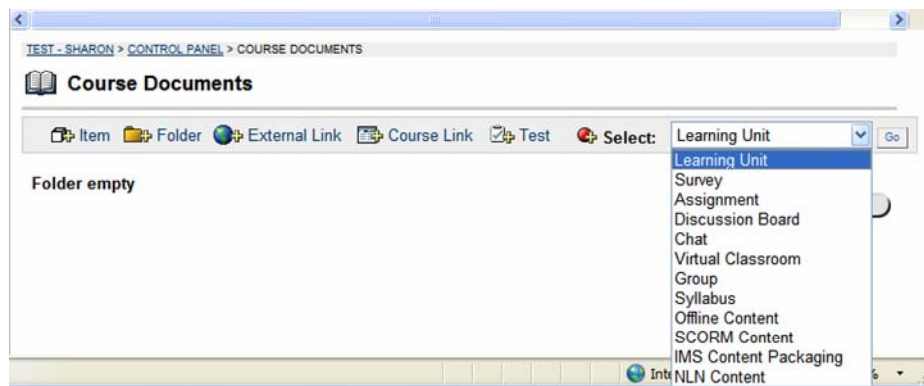 TEST - SHARON > CONTROL PANEL > COURSE DOCUMENTS
Course Documents
Item Folder External Link Course Link Test Select: Learning Unit Go
Folder empty
Learning Unit
Survey
Assignment
Discussion Board
Chat
Virtual Classroom
Group
Syllabus
Offline Content
SCORM Content
IMS Content Packaging
NLN Content